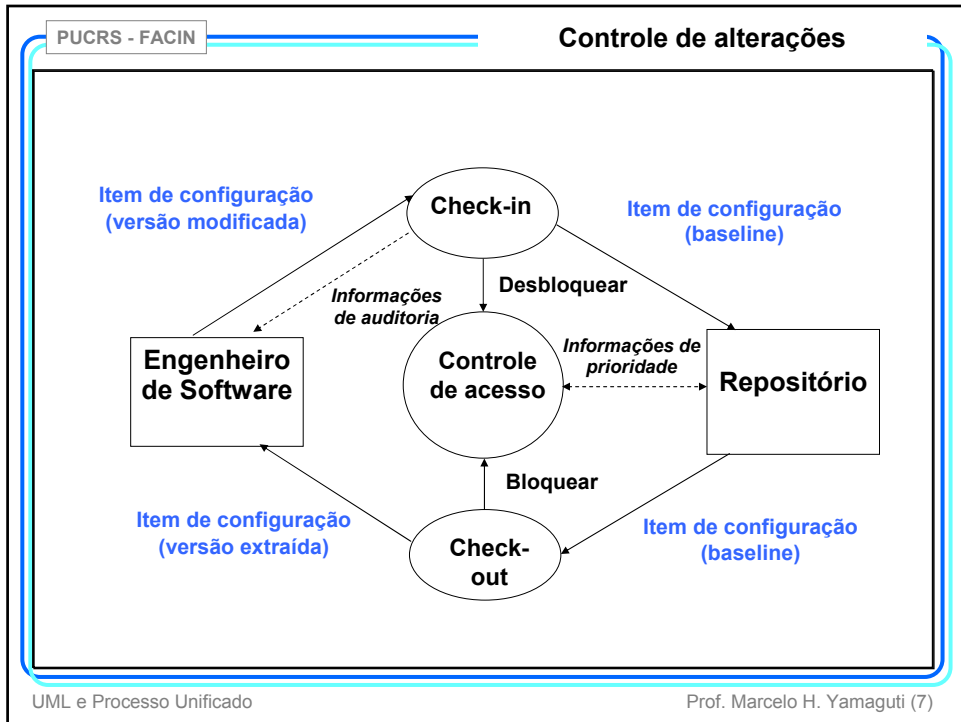 PUCRS - FACIN
Controle de alterações
Item de configuração
(versão modificada)
Check-in
Item de configuração
(baseline)
Desbloquear
Informações
de auditoria
Engenheiro
de Software
Controle
de acesso
Informações de
prioridade
Repositório
Bloquear
Item de configuração
(versão extraída)
Check-
out
Item de configuração
(baseline)
UML e Processo Unificado
Prof. Marcelo H. Yamaguti (7)